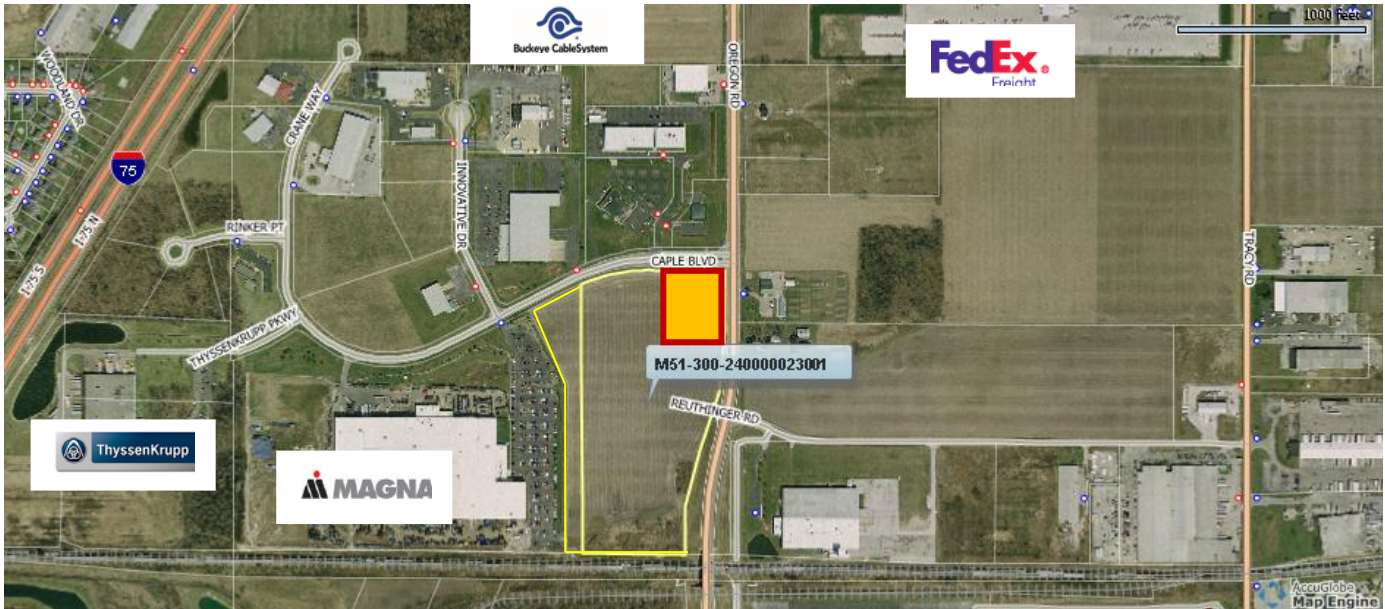 Buckeye CableSystem
FedEx®
Freight
1000 Feet
OREGON RD
WOODLAND DR
CRANE WAY
75
INNOVATIVE DR
RINKER PT
I-75 N
I-75 S
CAPLE BLVD
TRACY RD
THYSSENKRUPP PKWY
M51-300-240000023001
REUTHINGER RD
ThyssenKrupp
MAGNA
AccuGlobe
Map Engine